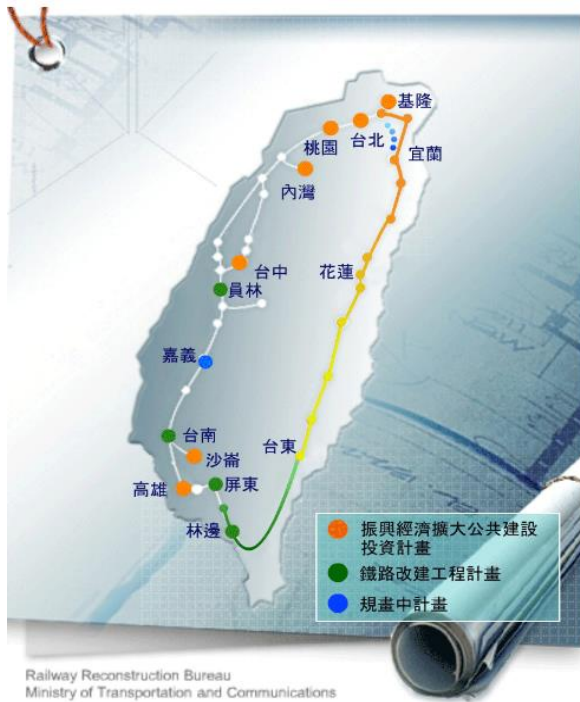 基隆
台北
桃園
宜蘭
內灣
台中
花蓮
員林
嘉義
台南
台東
沙崙
屏東
高雄
林邊
振興經濟擴大公共建設
投資計畫
鐵路改建工程計畫
規畫中計畫
Railway Reconstruction Bureau
Ministry of Transportation and Communications